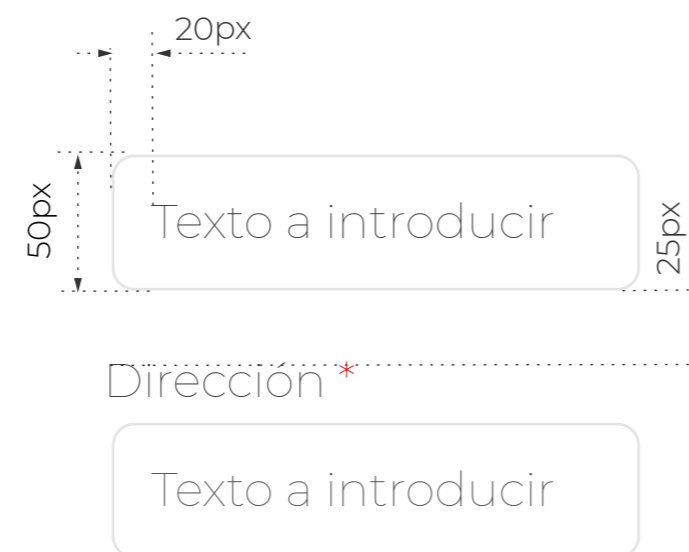 20px
50px
Texto a introducir
25px
Dirección *
Texto a introducir